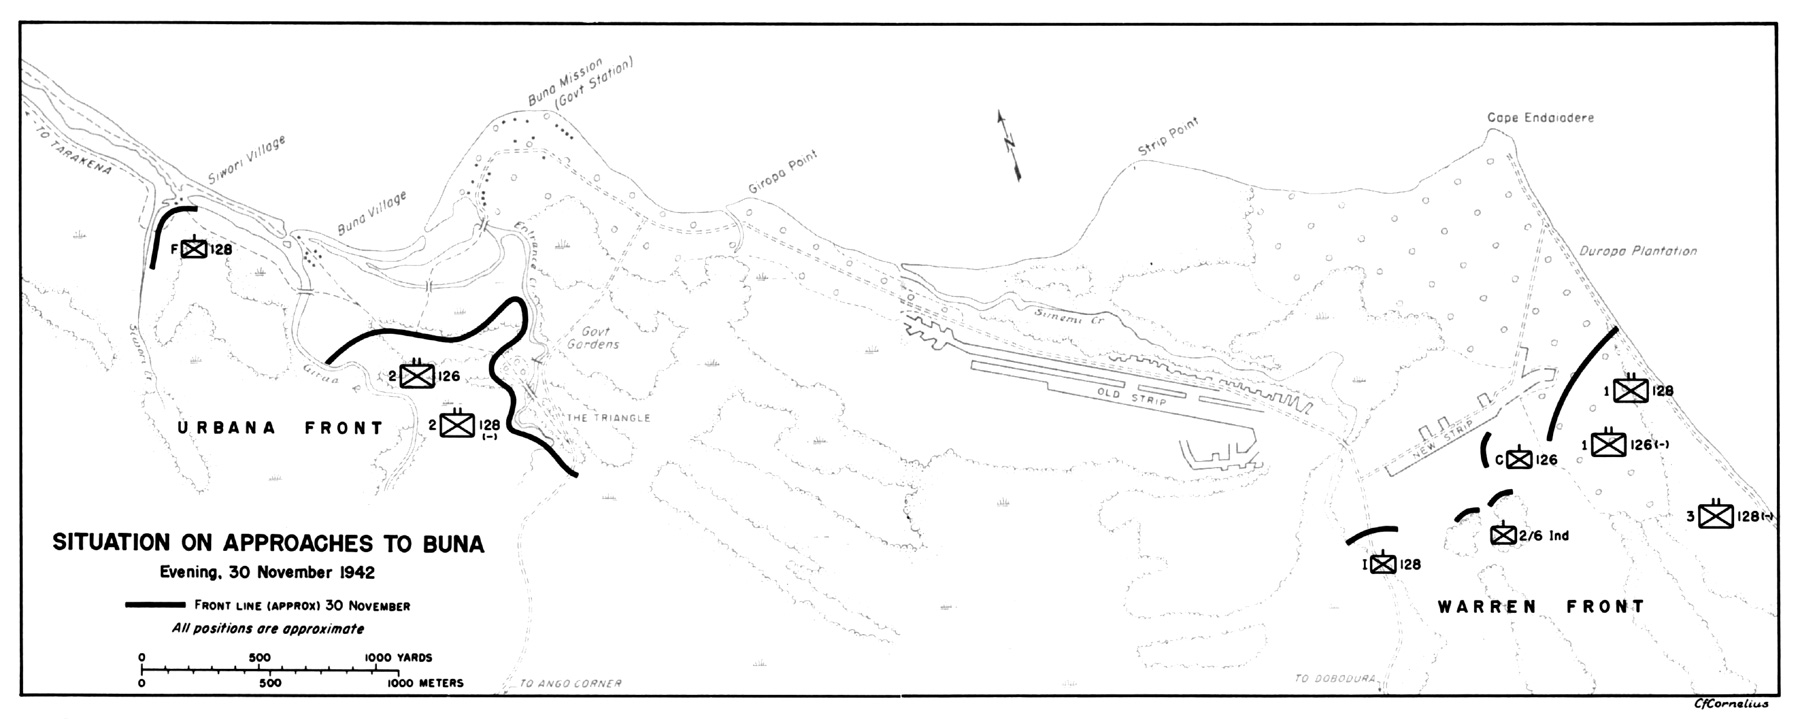 Buna Mission
(Govt Station)
Cape Endaiadere
Strip Point
TO TARAKENA
Siwori Village
Giropa Point
Buna Village
N
Entrance Cr
Duropa Plantation
F 128
Siwori Cr
Simemi Cr
Govt
Gardens
Girua R
2 126
THE TRIANGLE
2 128
(-)
URBANA FRONT
OLD STRIP
NEW STRIP
1 128
1 126(-)
C 126
3 128(-)
2/6 Ind
I 128
WARREN FRONT
SITUATION ON APPROACHES TO BUNA
Evening, 30 November 1942
FRONT LINE (APPROX) 30 NOVEMBER
All positions are approximate
0 500 1000 YARDS
0 500 1000 METERS
TO ANGO CORNER
TO DOBODURA
CfCornelius